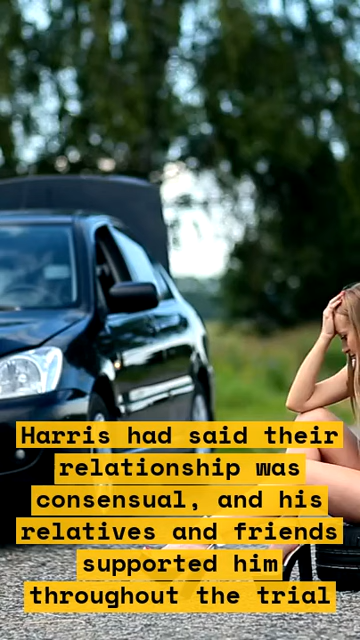 Harris had said their
relationship was
consensual, and his
relatives and friends
supported him
throughout the trial